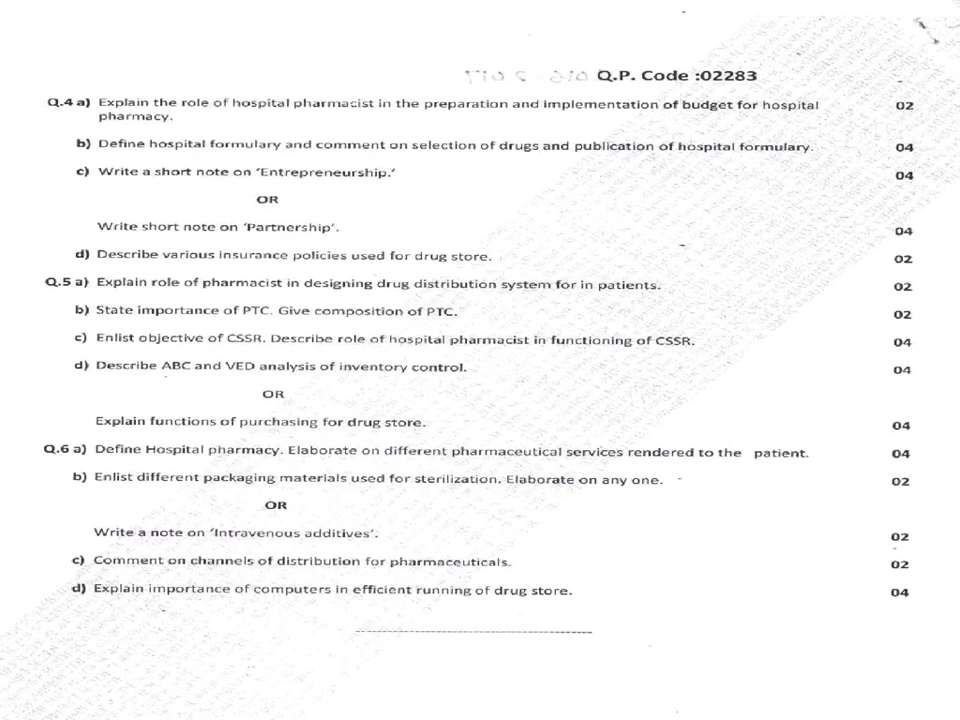 Q.P. Code :02283
Q.4 a) Explain the role of hospital pharmacist in the preparation and implementation of budget for hospital 02
pharmacy.
b) Define hospital formulary and comment on selection of drugs and publication of hospital formulary. 04
c) Write a short note on ‘Entrepreneurship.’ 04
OR
Write short note on ‘Partnership’. 04
d) Describe various insurance policies used for drug store. 02
Q.5 a) Explain role of pharmacist in designing drug distribution system for in patients. 02
b) State importance of PTC. Give composition of PTC. 02
c) Enlist objective of CSSR. Describe role of hospital pharmacist in functioning of CSSR. 04
d) Describe ABC and VED analysis of inventory control. 04
OR
Explain functions of purchasing for drug store. 04
Q.6 a) Define Hospital pharmacy. Elaborate on different pharmaceutical services rendered to the patient. 04
b) Enlist different packaging materials used for sterilization. Elaborate on any one. 02
OR
Write a note on ‘Intravenous additives’. 02
c) Comment on channels of distribution for pharmaceuticals. 02
d) Explain importance of computers in efficient running of drug store. 04